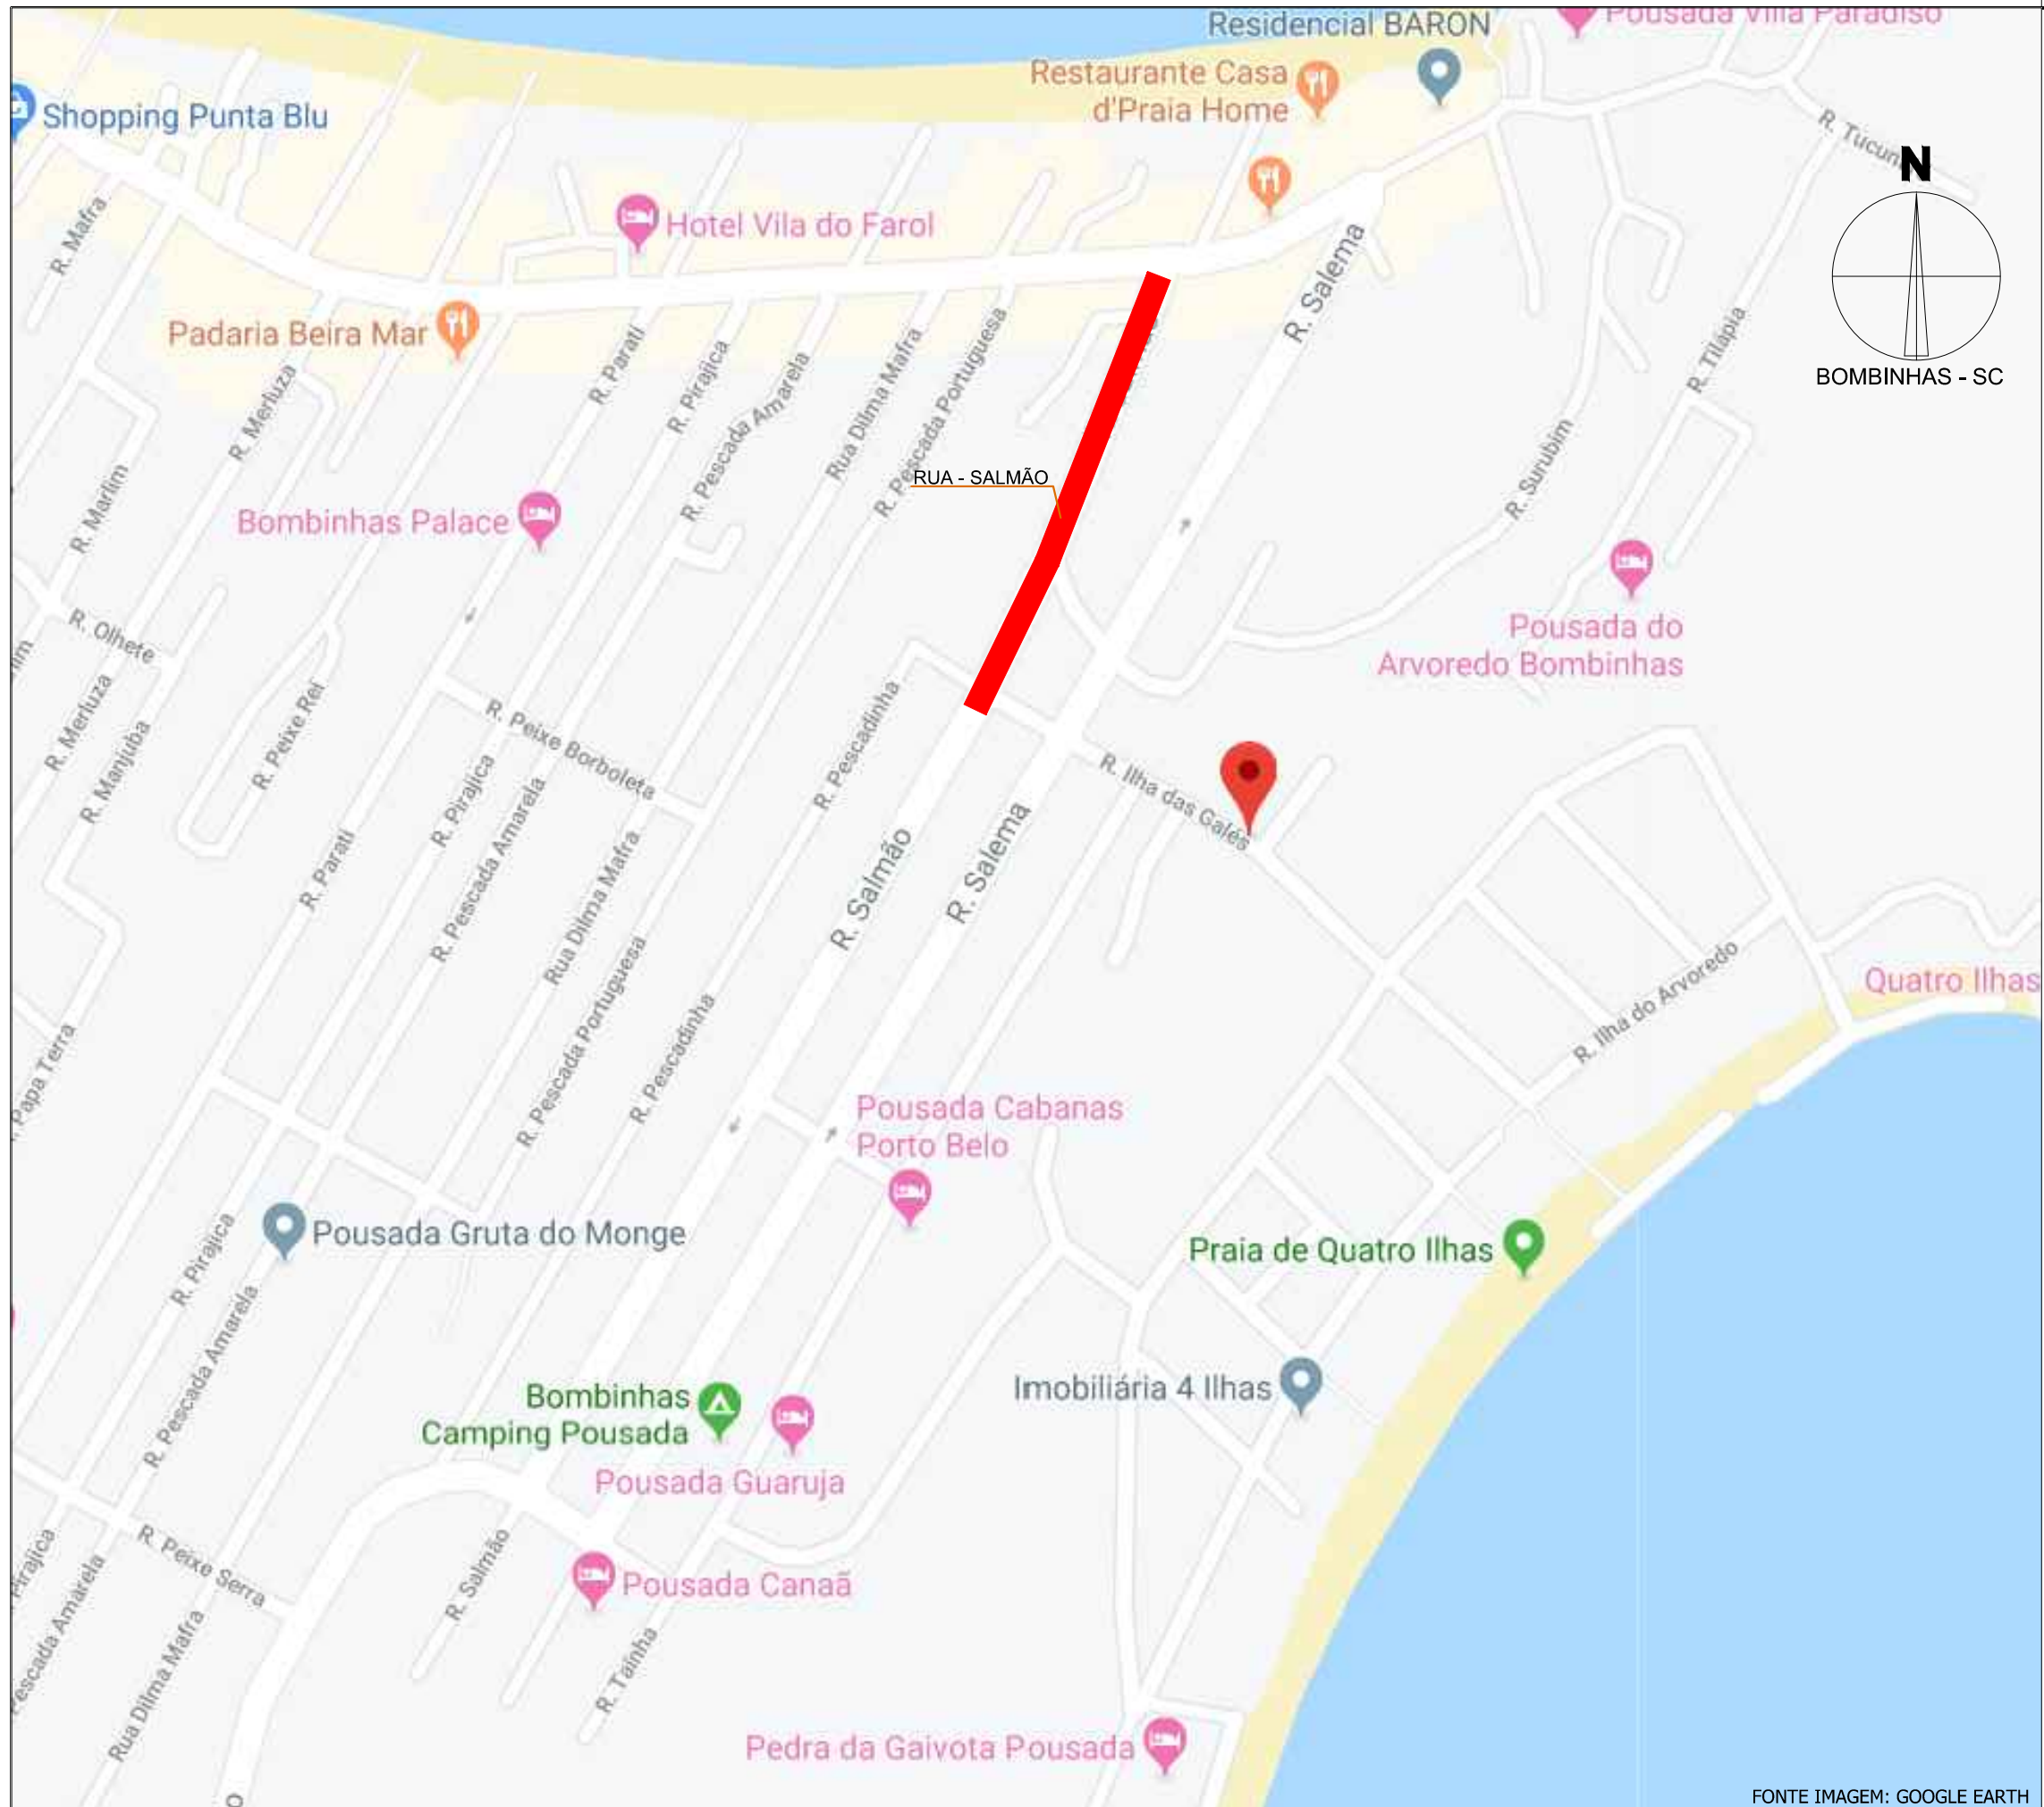 Residencial BARON
Pousada Villa Paradiso
Restaurante Casa
d'Praia Home
Shopping Punta Blu
R. Tucun
N
BOMBINHAS - SC
R. Mafra
Hotel Vila do Farol
R. Salema
Padaria Beira Mar
R. Merluza
R. Parati
R. Pirajica
R. Pescada Amarela
Rua Dilma Mafra
R. Pescada Portuguesa
R. Tilápia
R. Surubim
RUA - SALMÃO
R. Marlim
Bombinhas Palace
R. Olhete
Pousada do
Arvoredo Bombinhas
R. Merluza
R. Manjuba
R. Peixe Rei
R. Peixe Borboleta
R. Pescadinha
R. Ilha das Galés
R. Parati
R. Pirajica
R. Pescada Amarela
Rua Dilma Mafra
R. Pescada Portuguesa
R. Salmão
R. Salema
R. Pescadinha
Papa Terra
R. Ilha do Arvoredo
Quatro Ilhas
Pousada Cabanas
Porto Belo
Pousada Gruta do Monge
Praia de Quatro Ilhas
R. Pirajica
R. Pescada Amarela
Bombinhas
Camping Pousada
Imobiliária 4 Ilhas
Pousada Guaruja
R. Peixe Serra
R. Salmão
Pousada Canaã
Pirajica
Pescada Amarela
Rua Dilma Mafra
R. Tainha
Pedra da Gaivota Pousada
FONTE IMAGEM: GOOGLE EARTH